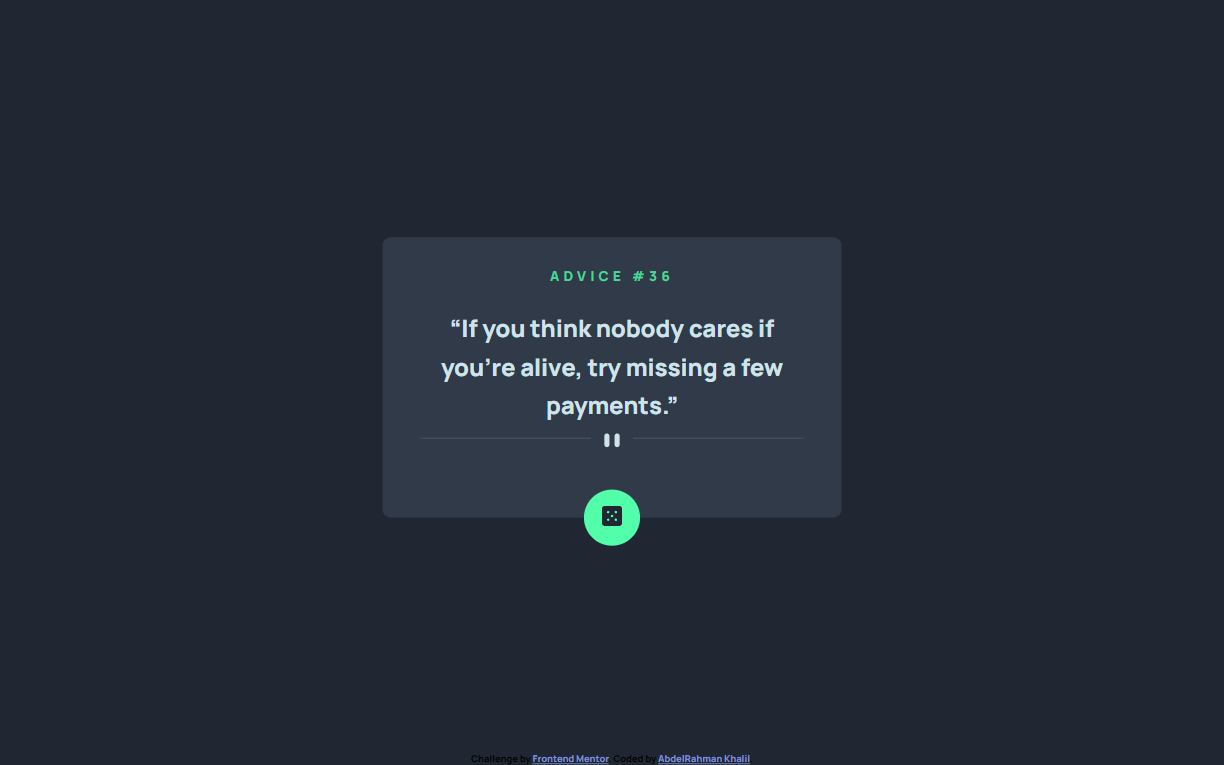 ADVICE #36
“If you think nobody cares if
you’re alive, try missing a few
payments.”
Challenge by Frontend Mentor. Coded by AbdelRahman Khalil